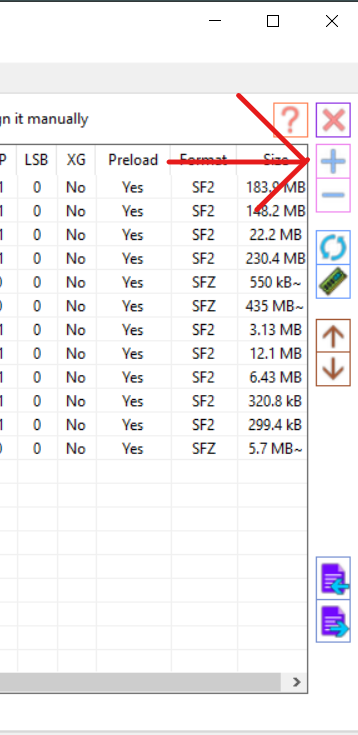 gn it manually
P LSB XG Preload Format Size
1 0 No Yes SF2 183.9 MB
1 0 No Yes SF2 148.2 MB
1 0 No Yes SF2 22.2 MB
1 0 No Yes SF2 230.4 MB
0 0 No Yes SFZ 550 kB~
0 0 No Yes SFZ 435 MB~
1 0 No Yes SF2 3.13 MB
1 0 No Yes SF2 12.1 MB
1 0 No Yes SF2 6.43 MB
1 0 No Yes SF2 320.8 kB
1 0 No Yes SF2 299.4 kB
0 0 No Yes SFZ 5.7 MB~